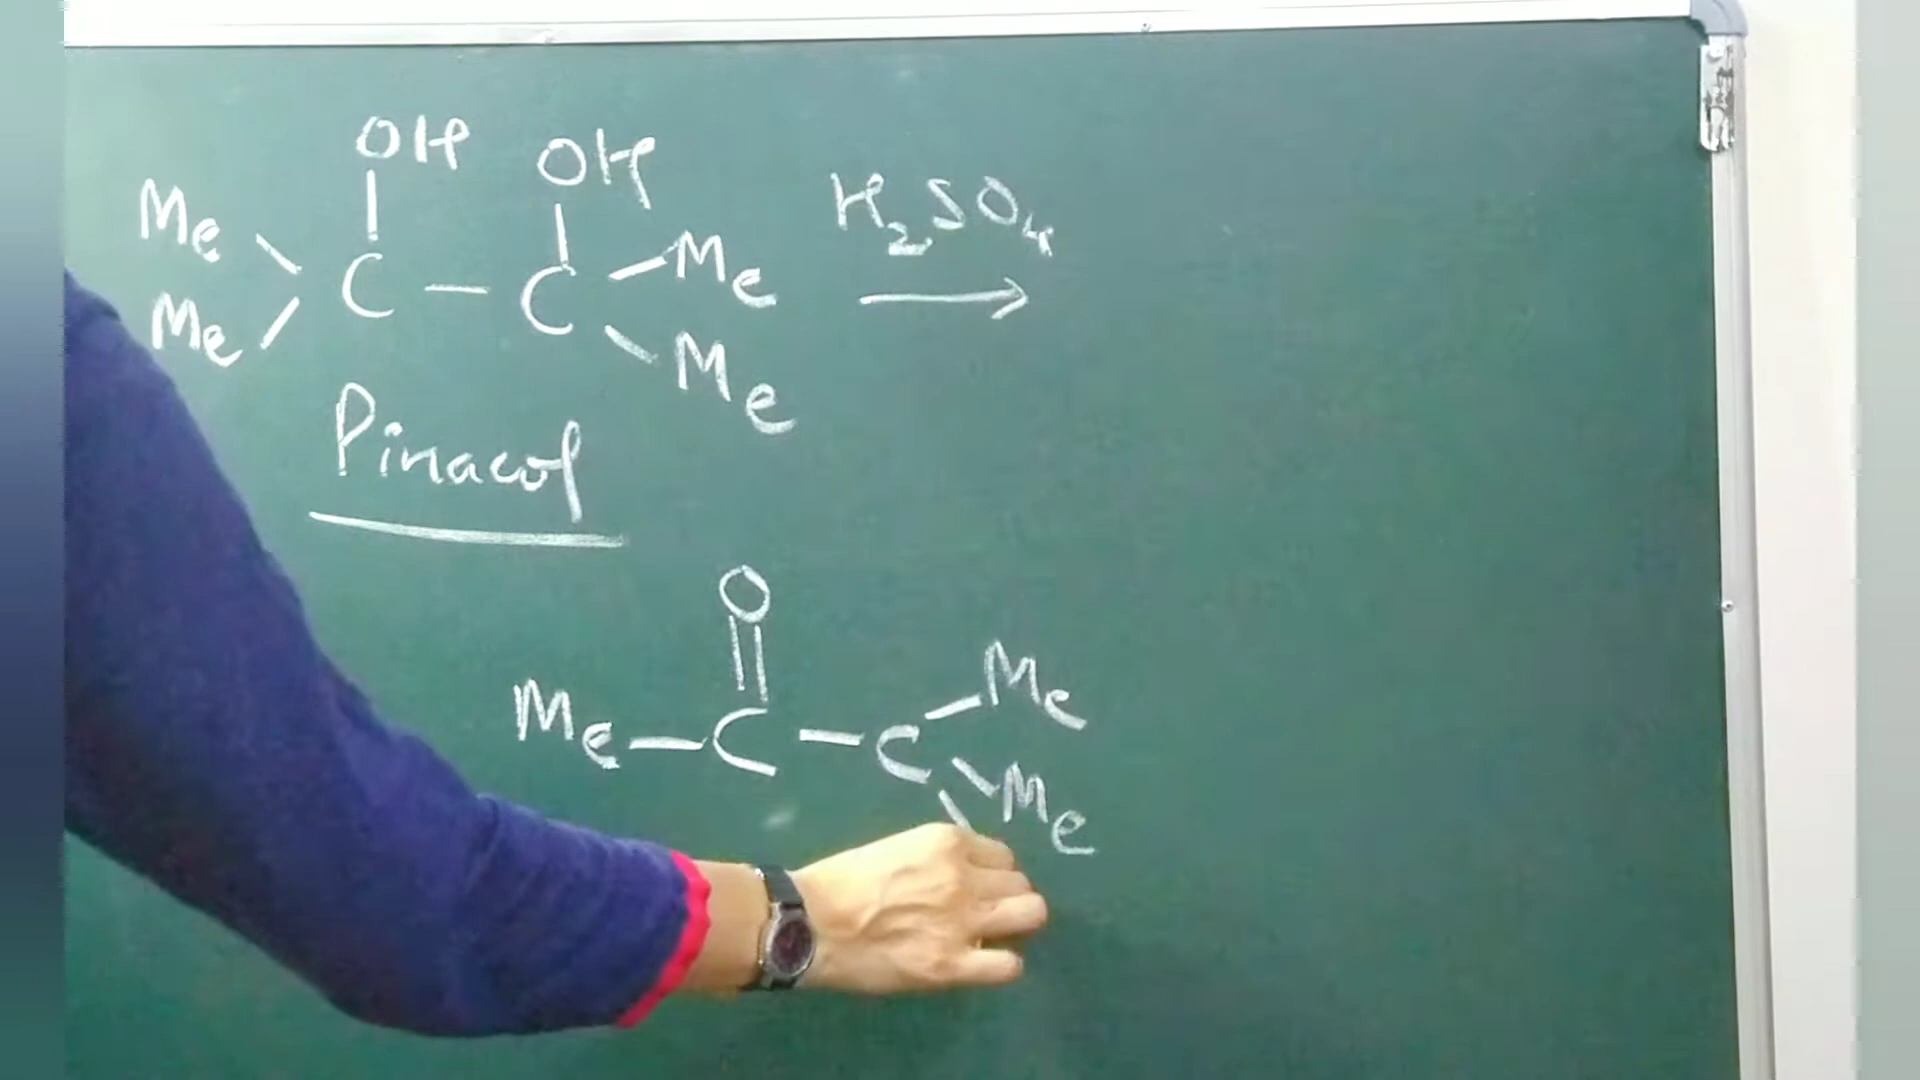 OH OH
Me Me H₂SO₄
C — C →
Me Me
Pinacol
O
Me — C — C Me
Me